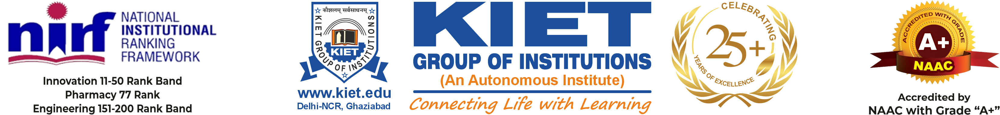 nirf
NATIONAL
INSTITUTIONAL
RANKING
FRAMEWORK
Innovation 11-50 Rank Band
Pharmacy 77 Rank
Engineering 151-200 Rank Band
कौशलम् सर्वसाधनम्
KIET GROUP OF INSTITUTIONS
KIET
www.kiet.edu
Delhi-NCR, Ghaziabad
KIET
GROUP OF INSTITUTIONS
(An Autonomous Institute)
Connecting Life with Learning
CELEBRATING
25+
YEARS OF EXCELLENCE
ACCREDITED WITH GRADE
A+
NAAC
Accredited by
NAAC with Grade “A+”